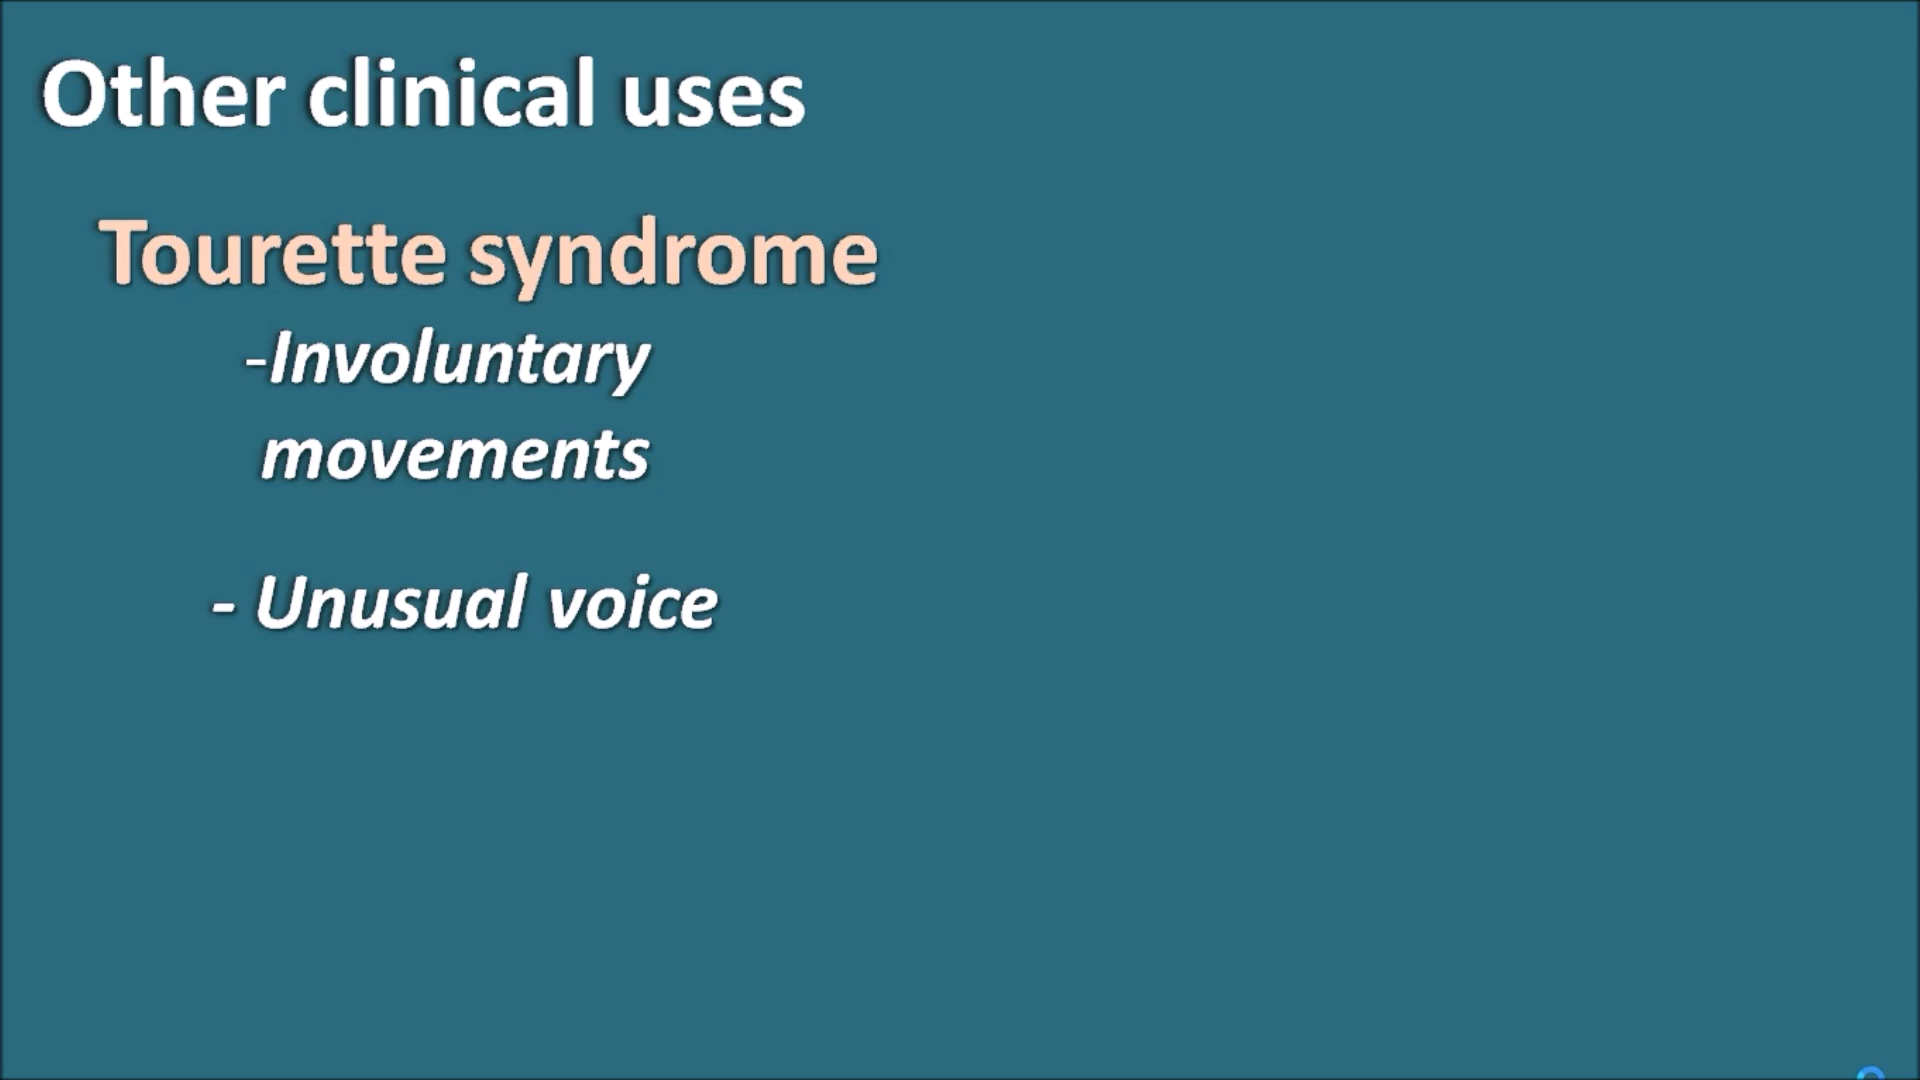 Other clinical uses
Tourette syndrome
-Involuntary
movements
- Unusual voice